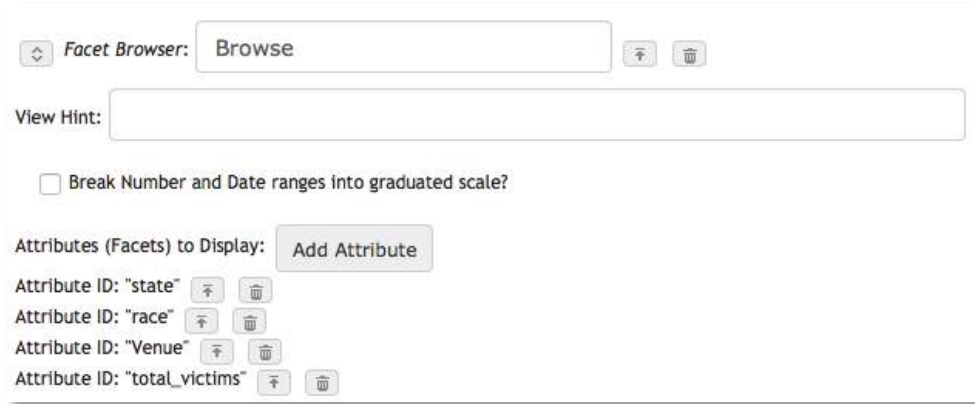 Facet Browser: Browse
View Hint:
Break Number and Date ranges into graduated scale?
Attributes (Facets) to Display: Add Attribute
Attribute ID: "state"
Attribute ID: "race"
Attribute ID: "Venue"
Attribute ID: "total_victims"